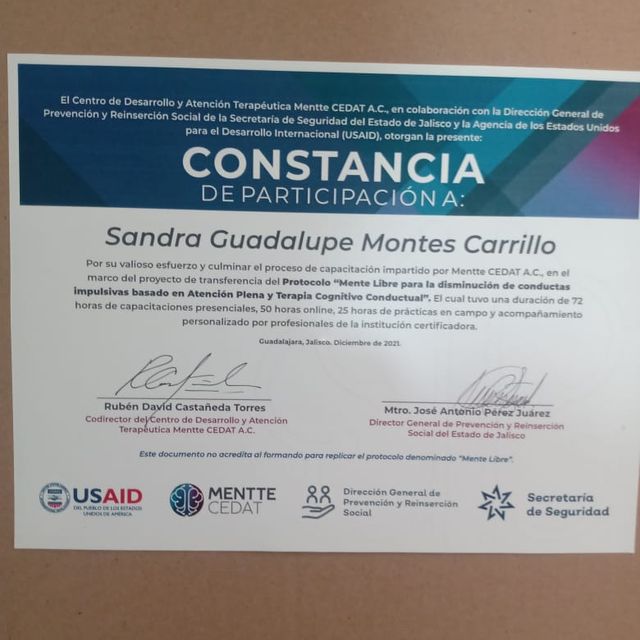 El Centro de Desarrollo y Atención Terapéutica Mentte CEDAT A.C., en colaboración con la Dirección General de
Prevención y Reinserción Social de la Secretaría de Seguridad del Estado de Jalisco y la Agencia de los Estados Unidos
para el Desarrollo Internacional (USAID), otorgan la presente:
CONSTANCIA
DE PARTICIPACIÓN A:
Sandra Guadalupe Montes Carrillo
Por su valioso esfuerzo y culminar el proceso de capacitación impartido por Mentte CEDAT A.C., en el
marco del proyecto de transferencia del Protocolo “Mente Libre para la disminución de conductas
impulsivas basado en Atención Plena y Terapia Cognitivo Conductual”. El cual tuvo una duración de 72
horas de capacitaciones presenciales, 50 horas online, 25 horas de prácticas en campo y acompañamiento
personalizado por profesionales de la institución certificadora.
Guadalajara, Jalisco. Diciembre de 2021.
Rubén David Castañeda Torres
Codirector del Centro de Desarrollo y Atención
Terapéutica Mentte CEDAT A.C.
Mtro. José Antonio Pérez Juárez
Director General de Prevención y Reinserción
Social del Estado de Jalisco
Este documento no acredita al formando para replicar el protocolo denominado “Mente Libre”.
USAID
DEL PUEBLO DE LOS ESTADOS
UNIDOS DE AMÉRICA
MENTTE
CEDAT
Dirección General de
Prevención y Reinserción
Social
Secretaría
de Seguridad